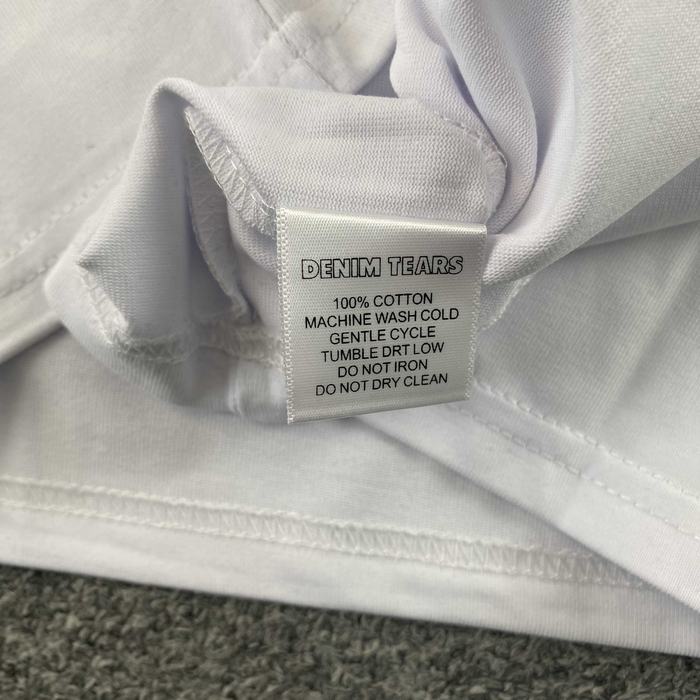 DENIM TEARS
100% COTTON
MACHINE WASH COLD
GENTLE CYCLE
TUMBLE DRT LOW
DO NOT IRON
DO NOT DRY CLEAN